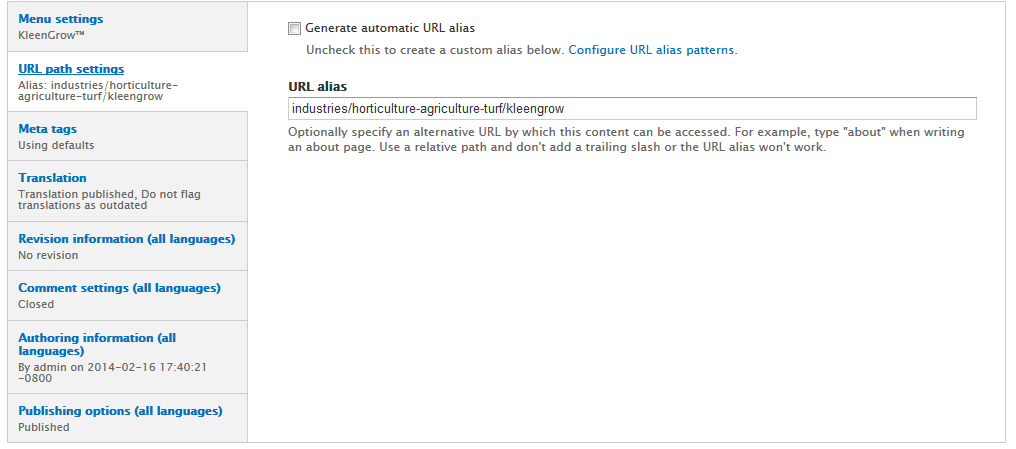 Menu settings
KleenGrow™
URL path settings
Alias: industries/horticulture-
agriculture-turf/kleengrow
Meta tags
Using defaults
Translation
Translation published, Do not flag
translations as outdated
Revision information (all languages)
No revision
Comment settings (all languages)
Closed
Authoring information (all
languages)
By admin on 2014-02-16 17:40:21
-0800
Publishing options (all languages)
Published
Generate automatic URL alias
Uncheck this to create a custom alias below. Configure URL alias patterns.
URL alias
industries/horticulture-agriculture-turf/kleengrow
Optionally specify an alternative URL by which this content can be accessed. For example, type "about" when writing
an about page. Use a relative path and don't add a trailing slash or the URL alias won't work.